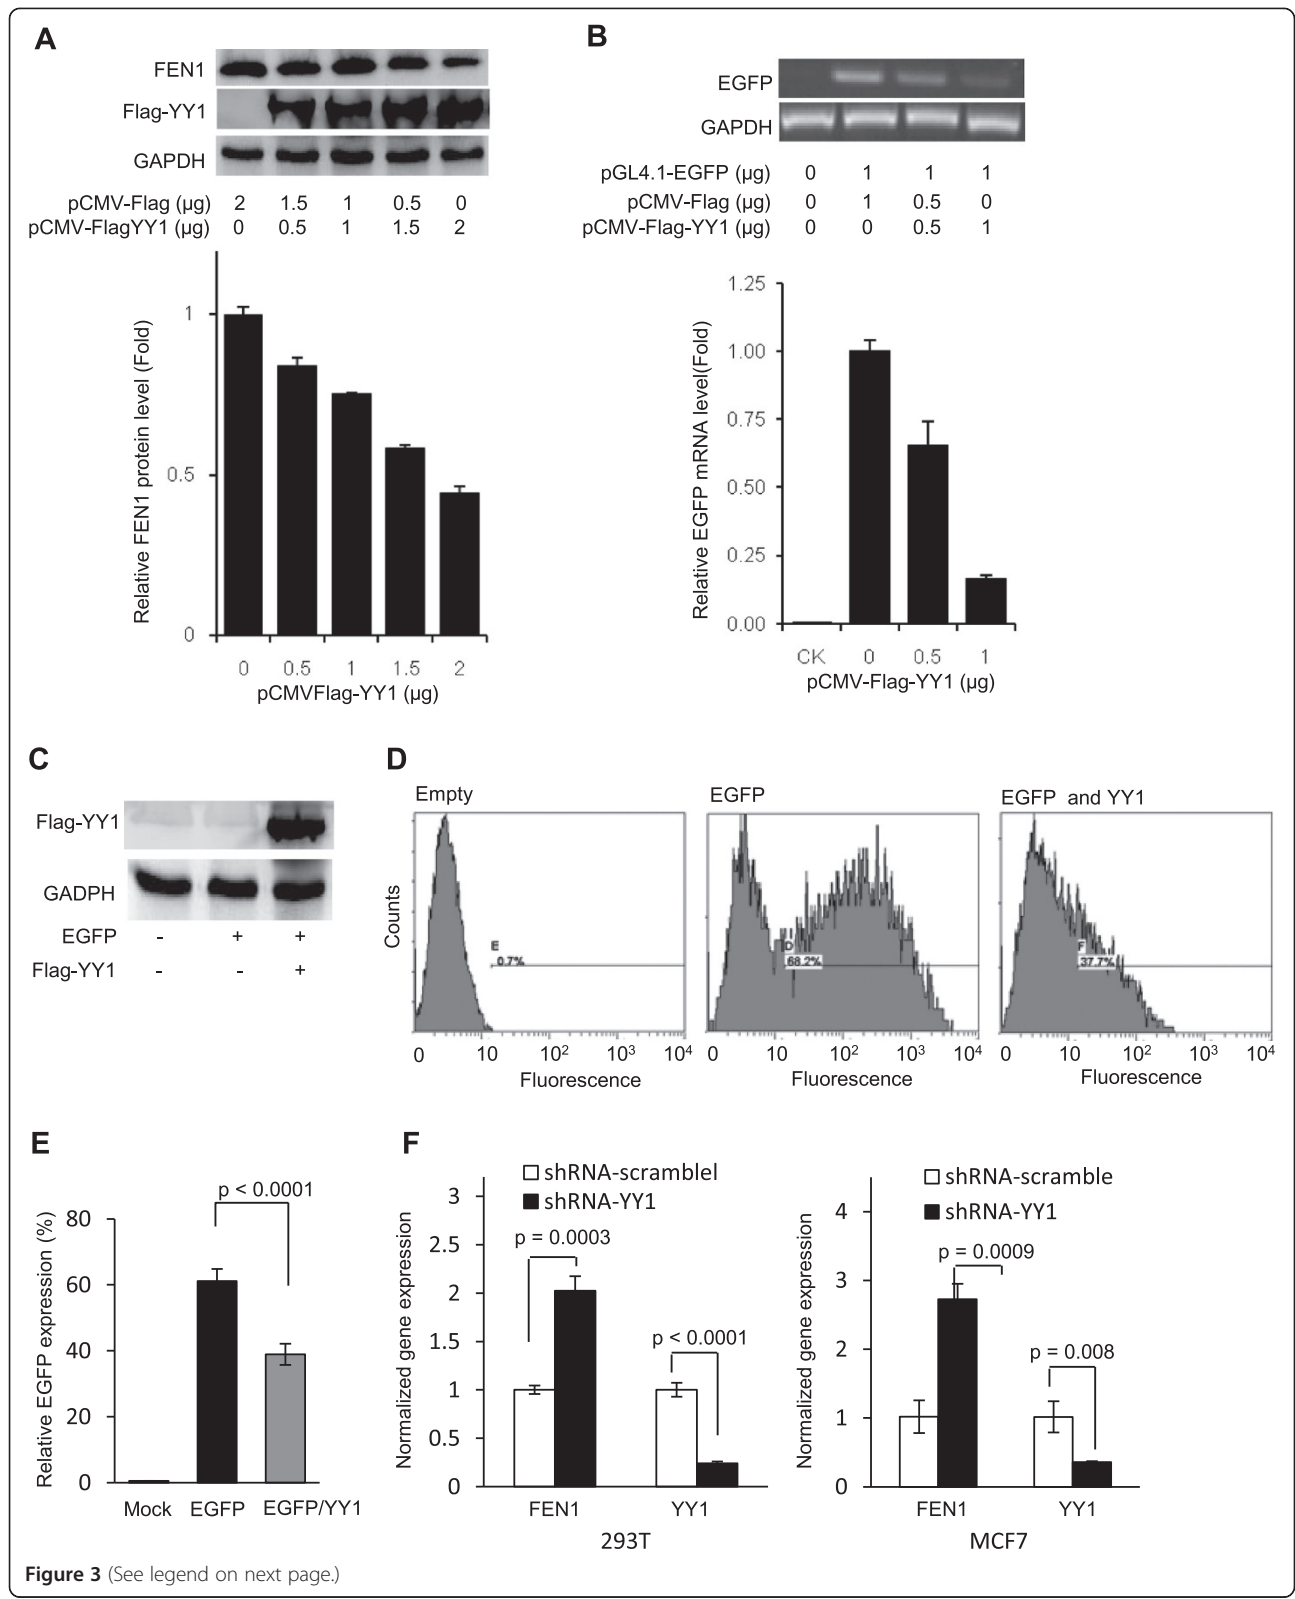 A
FEN1
Flag-YY1
GAPDH
pCMV-Flag (µg) 2 1.5 1 0.5 0
pCMV-FlagYY1 (µg) 0 0.5 1 1.5 2
Relative FEN1 protein level (Fold)
1
0.5
0
0 0.5 1 1.5 2
pCMVFlag-YY1 (µg)
B
EGFP
GAPDH
pGL4.1-EGFP (µg) 0 1 1 1
pCMV-Flag (µg) 0 1 0.5 0
pCMV-Flag-YY1 (µg) 0 0 0.5 1
Relative EGFP mRNA level(Fold)
1.25
1.00
0.75
0.50
0.25
0.00
CK 0 0.5 1
pCMV-Flag-YY1 (µg)
C
Flag-YY1
GADPH
EGFP - + +
Flag-YY1 - - +
D
Empty
Counts
E
0.7%
0 10 10² 10³ 10⁴
Fluorescence
EGFP
D
68.2%
0 10 10² 10³ 10⁴
Fluorescence
EGFP and YY1
F
37.7%
0 10 10² 10³ 10⁴
Fluorescence
E
Relative EGFP expression (%)
p < 0.0001
80
60
40
20
0
Mock EGFP EGFP/YY1
F
shRNA-scramblel
shRNA-YY1
Normalized gene expression
3
2.5
2
1.5
1
0.5
0
p = 0.0003
p < 0.0001
FEN1 YY1
293T
shRNA-scramble
shRNA-YY1
Normalized gene expression
4
3
2
1
0
p = 0.0009
p = 0.008
FEN1 YY1
MCF7
Figure 3 (See legend on next page.)